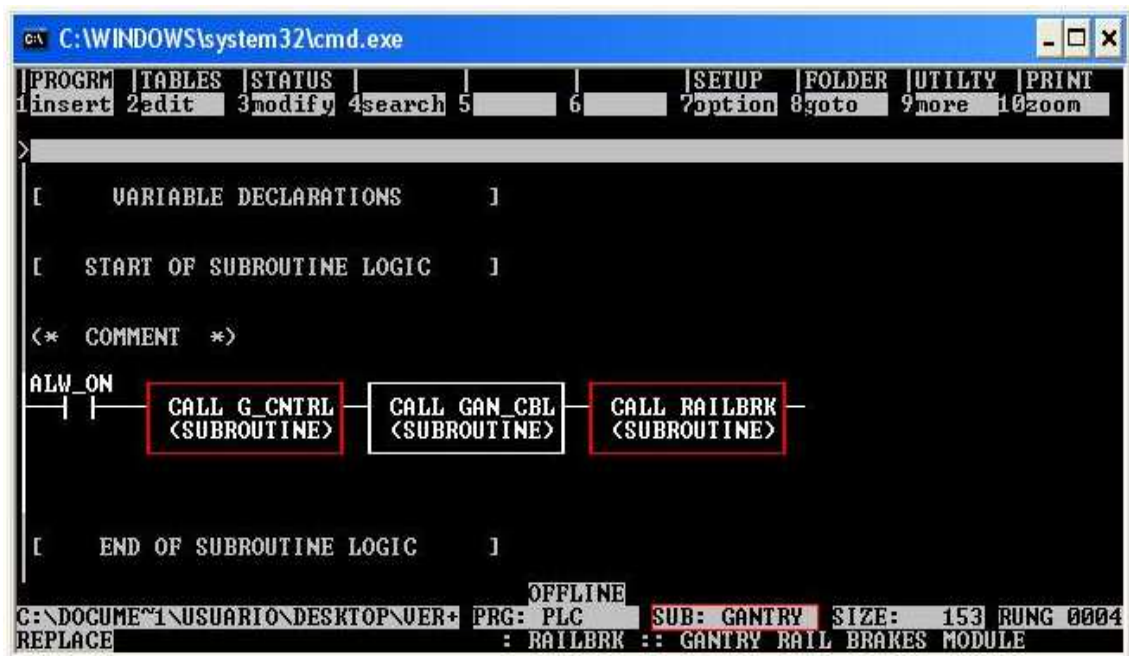 C:\WINDOWS\system32\cmd.exe
|PROGRM |TABLES |STATUS | | | |SETUP |FOLDER |UTILTY |PRINT
1insert 2edit 3modify 4search 5 6 7option 8goto 9more 10zoom
>
[ VARIABLE DECLARATIONS ]
[ START OF SUBROUTINE LOGIC ]
(* COMMENT *)
ALW_ON
CALL G_CNTRL CALL GAN_CBL CALL RAILBRK
(SUBROUTINE) (SUBROUTINE) (SUBROUTINE)
[ END OF SUBROUTINE LOGIC ]
OFFLINE
C:\DOCUME~1\USUARIO\DESKTOP\VER+ PRG: PLC SUB: GANTRY SIZE: 153 RUNG 0004
REPLACE : RAILBRK :: GANTRY RAIL BRAKES MODULE